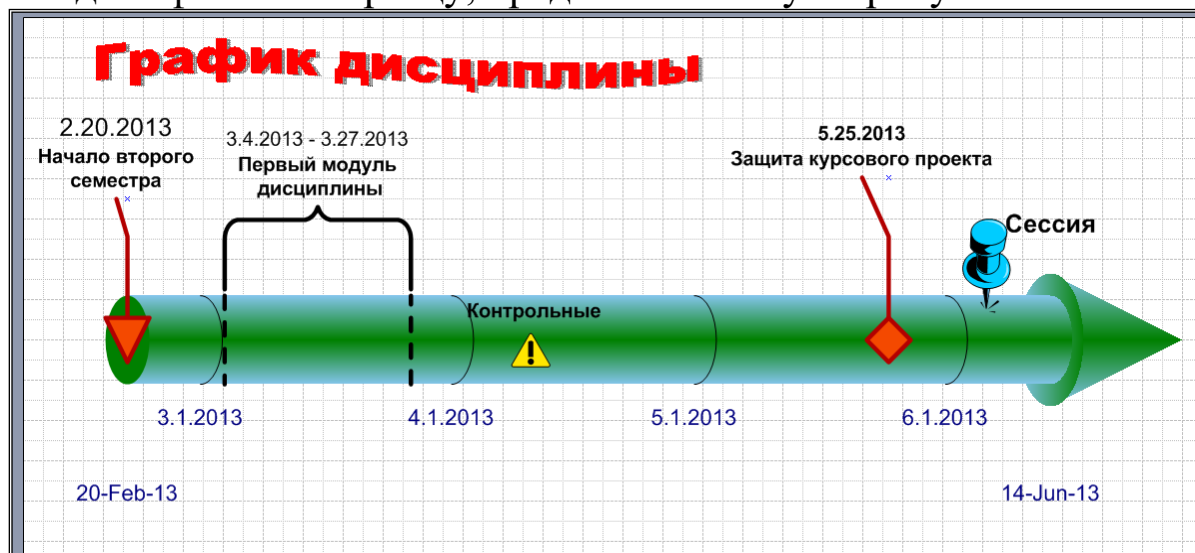 График дисциплины
2.20.2013
Начало второго
семестра
3.4.2013 - 3.27.2013
Первый модуль
дисциплины
5.25.2013
Защита курсового проекта
Сессия
Контрольные
3.1.2013
4.1.2013
5.1.2013
6.1.2013
20-Feb-13
14-Jun-13